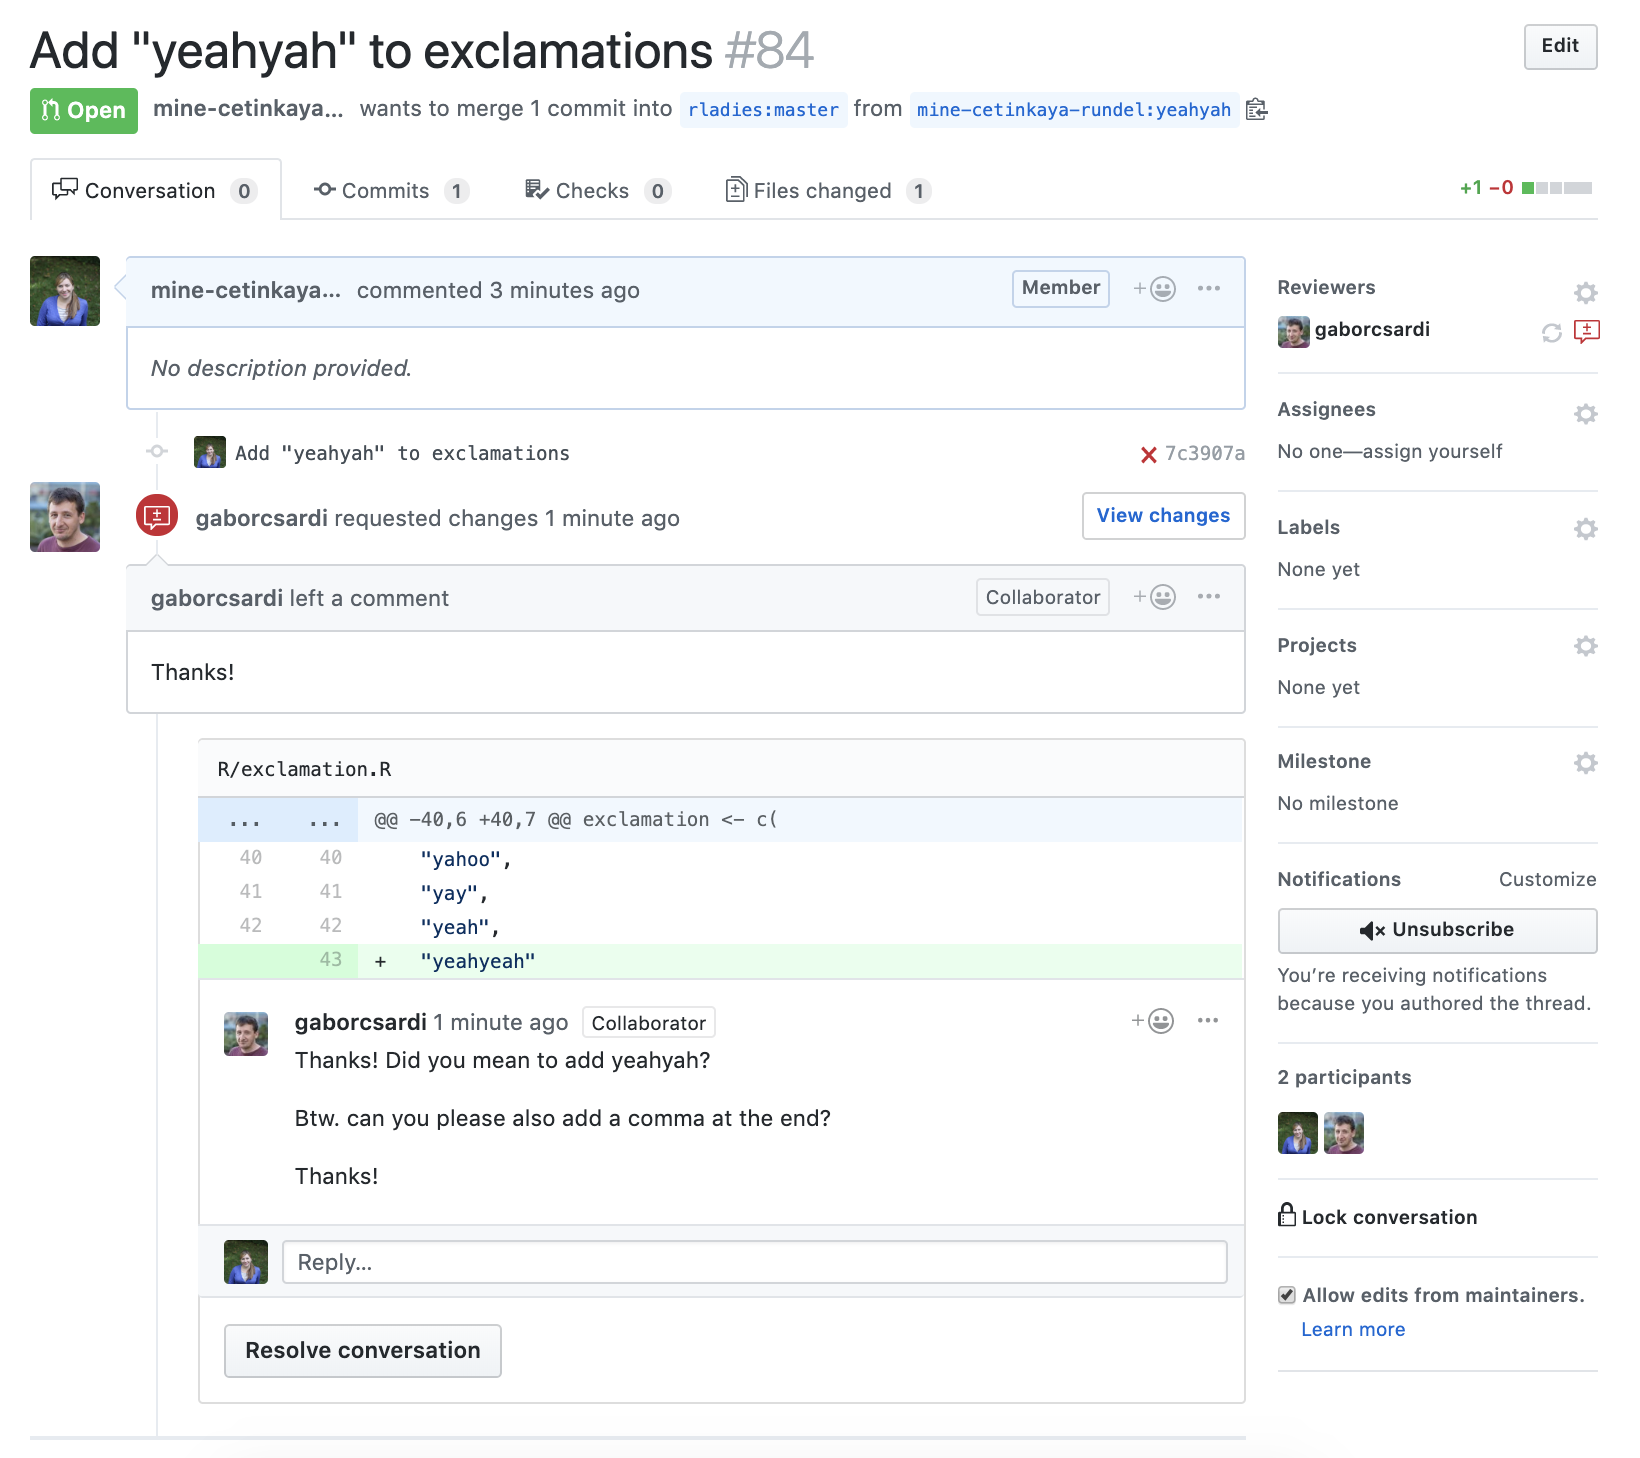 Add "yeahyah" to exclamations #84
Edit
Open mine-cetinkaya... wants to merge 1 commit into rladies:master from mine-cetinkaya-rundel:yeahyah
Conversation 0 Commits 1 Checks 0 Files changed 1 +1 −0
mine-cetinkaya... commented 3 minutes ago Member
No description provided.
Add "yeahyah" to exclamations 7c3907a
gaborcsardi requested changes 1 minute ago View changes
gaborcsardi left a comment Collaborator
Thanks!
R/exclamation.R
... ... @@ -40,6 +40,7 @@ exclamation <- c(
40 40 "yahoo",
41 41 "yay",
42 42 "yeah",
43 + "yeahyeah"
gaborcsardi 1 minute ago Collaborator
Thanks! Did you mean to add yeahyah?
Btw. can you please also add a comma at the end?
Thanks!
Reply...
Resolve conversation
Reviewers
gaborcsardi
Assignees
No one—assign yourself
Labels
None yet
Projects
None yet
Milestone
No milestone
Notifications Customize
Unsubscribe
You’re receiving notifications
because you authored the thread.
2 participants
Lock conversation
Allow edits from maintainers.
Learn more